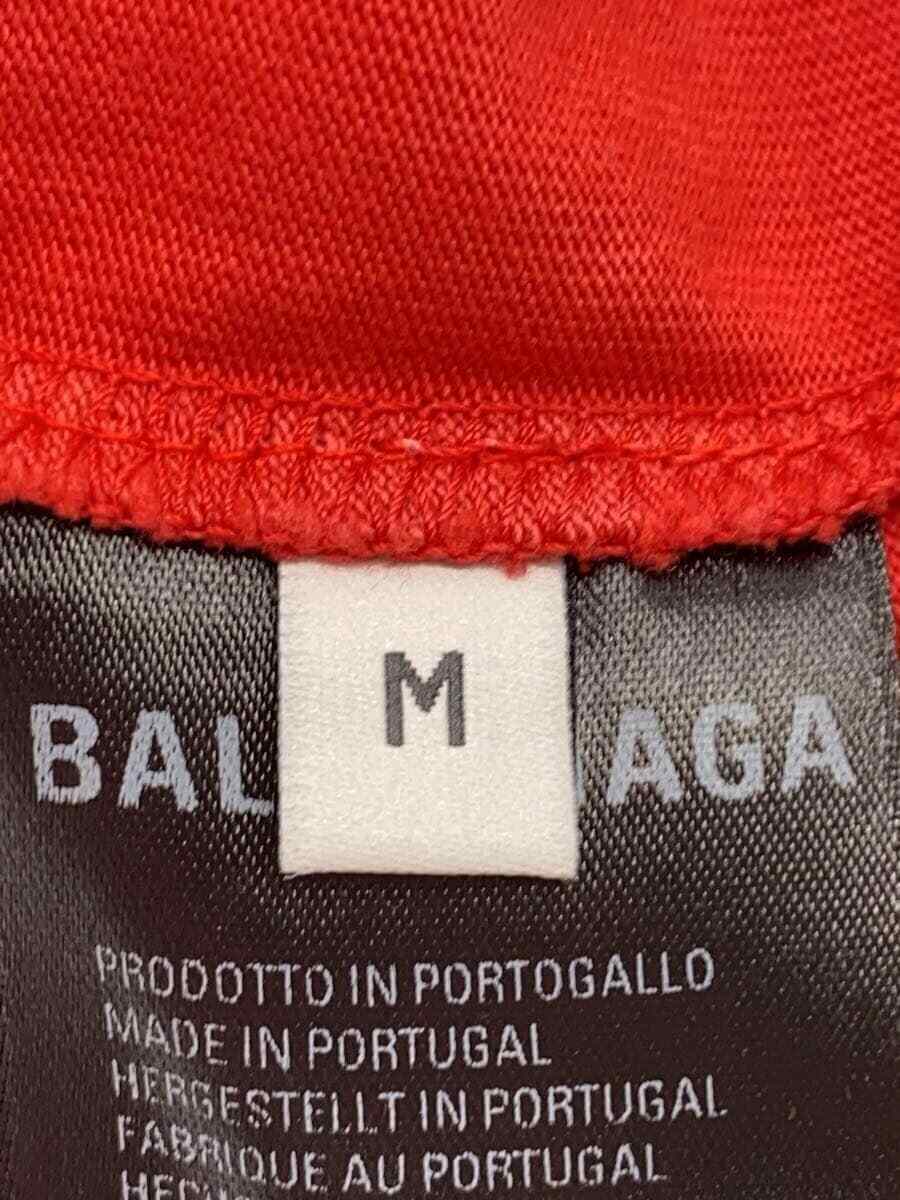 M
BAL AGA
PRODOTTO IN PORTOGALLO
MADE IN PORTUGAL
HERGESTELLT IN PORTUGAL
FABRIQUE AU PORTUGAL